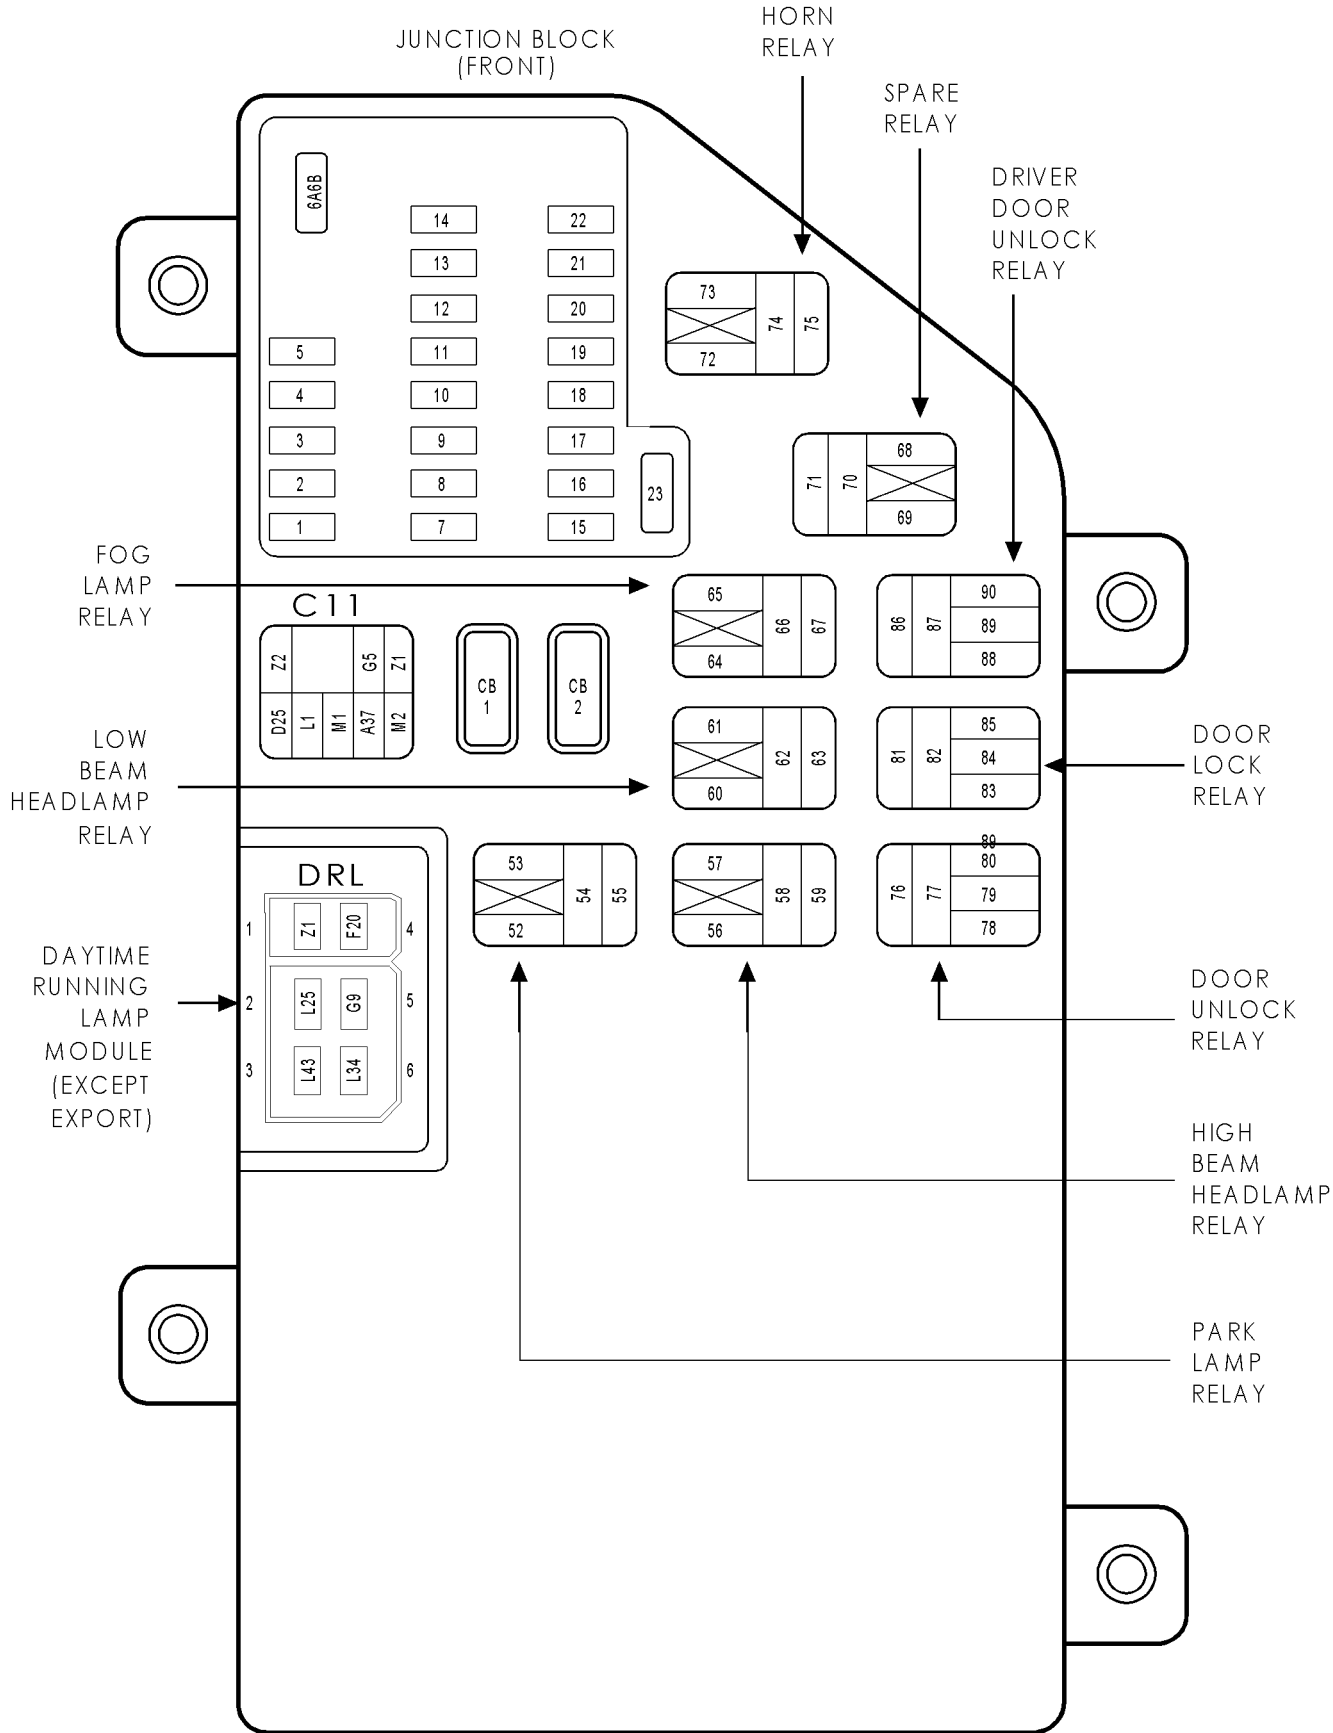 HORN
RELAY
JUNCTION BLOCK
(FRONT)
SPARE
RELAY
DRIVER
DOOR
UNLOCK
RELAY
6A6B
14
22
13
21
12
20
5
11
19
4
10
18
3
9
17
2
8
16
1
7
15
23
73
72
74
75
71
70
68
69
FOG
LAMP
RELAY
C11
Z2
G5
Z1
D25
L1
M1
A37
M2
CB
1
CB
2
65
64
66
67
86
87
90
89
88
LOW
BEAM
HEADLAMP
RELAY
61
60
62
63
81
82
85
84
83
DOOR
LOCK
RELAY
53
52
54
55
57
56
58
59
76
77
89
80
79
78
DRL
1
Z1
F20
4
2
L25
G9
5
3
L43
L34
6
DAYTIME
RUNNING
LAMP
MODULE
(EXCEPT
EXPORT)
DOOR
UNLOCK
RELAY
HIGH
BEAM
HEADLAMP
RELAY
PARK
LAMP
RELAY